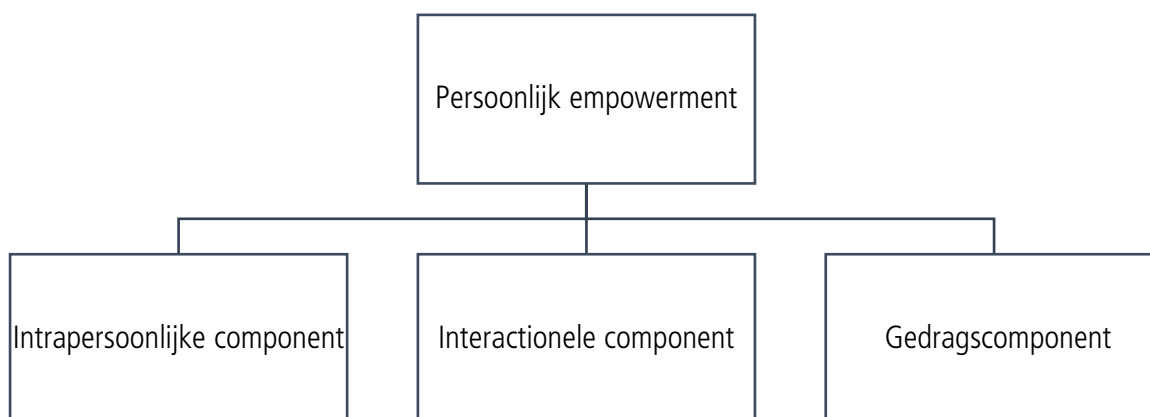 Persoonlijk empowerment
Intrapersoonlijke component
Interactionele component
Gedragscomponent